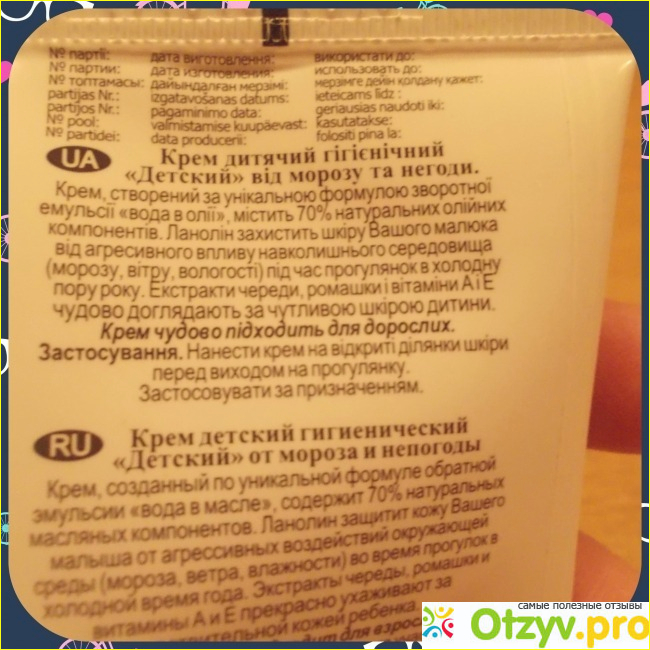 № партії: дата виготовлення: використати до:
№ партии: дата изготовления: использовать до:
№ топтамасы: дайындалған мерзімі: мерзімге дейін қолдану қажет:
partijas Nr.: izgatavošanas datums: ieteicams līdz :
partijos Nr.: pagaminimo data: geriausias naudoti iki:
№ pool: valmistamise kuupäevast: kasutatakse:
№ partidei: data producerii: folositi pina la:
UA Крем дитячий гігієнічний
«Детский» від морозу та негоди.
Крем, створений за унікальною формулою зворотної
емульсії «вода в олії», містить 70% натуральних олійних
компонентів. Ланолін захистить шкіру Вашого малюка
від агресивного впливу навколишнього середовища
(морозу, вітру, вологості) під час прогулянок в холодну
пору року. Екстракти череди, ромашки і вітаміни А і Е
чудово доглядають за чутливою шкірою дитини.
Крем чудово підходить для дорослих.
Застосування. Нанести крем на відкриті ділянки шкіри
перед виходом на прогулянку.
Застосовувати за призначенням.
RU Крем детский гигиенический
«Детский» от мороза и непогоды
Крем, созданный по уникальной формуле обратной
эмульсии «вода в масле», содержит 70% натуральных
масляных компонентов. Ланолин защитит кожу Вашего
малыша от агрессивных воздействий окружающей
среды (мороза, ветра, влажности) во время прогулок в
холодной время года. Экстракты череды, ромашки и
витамины А и Е прекрасно ухаживают за
кожей ребенка
самые полезные отзывы
Otzyv.pro